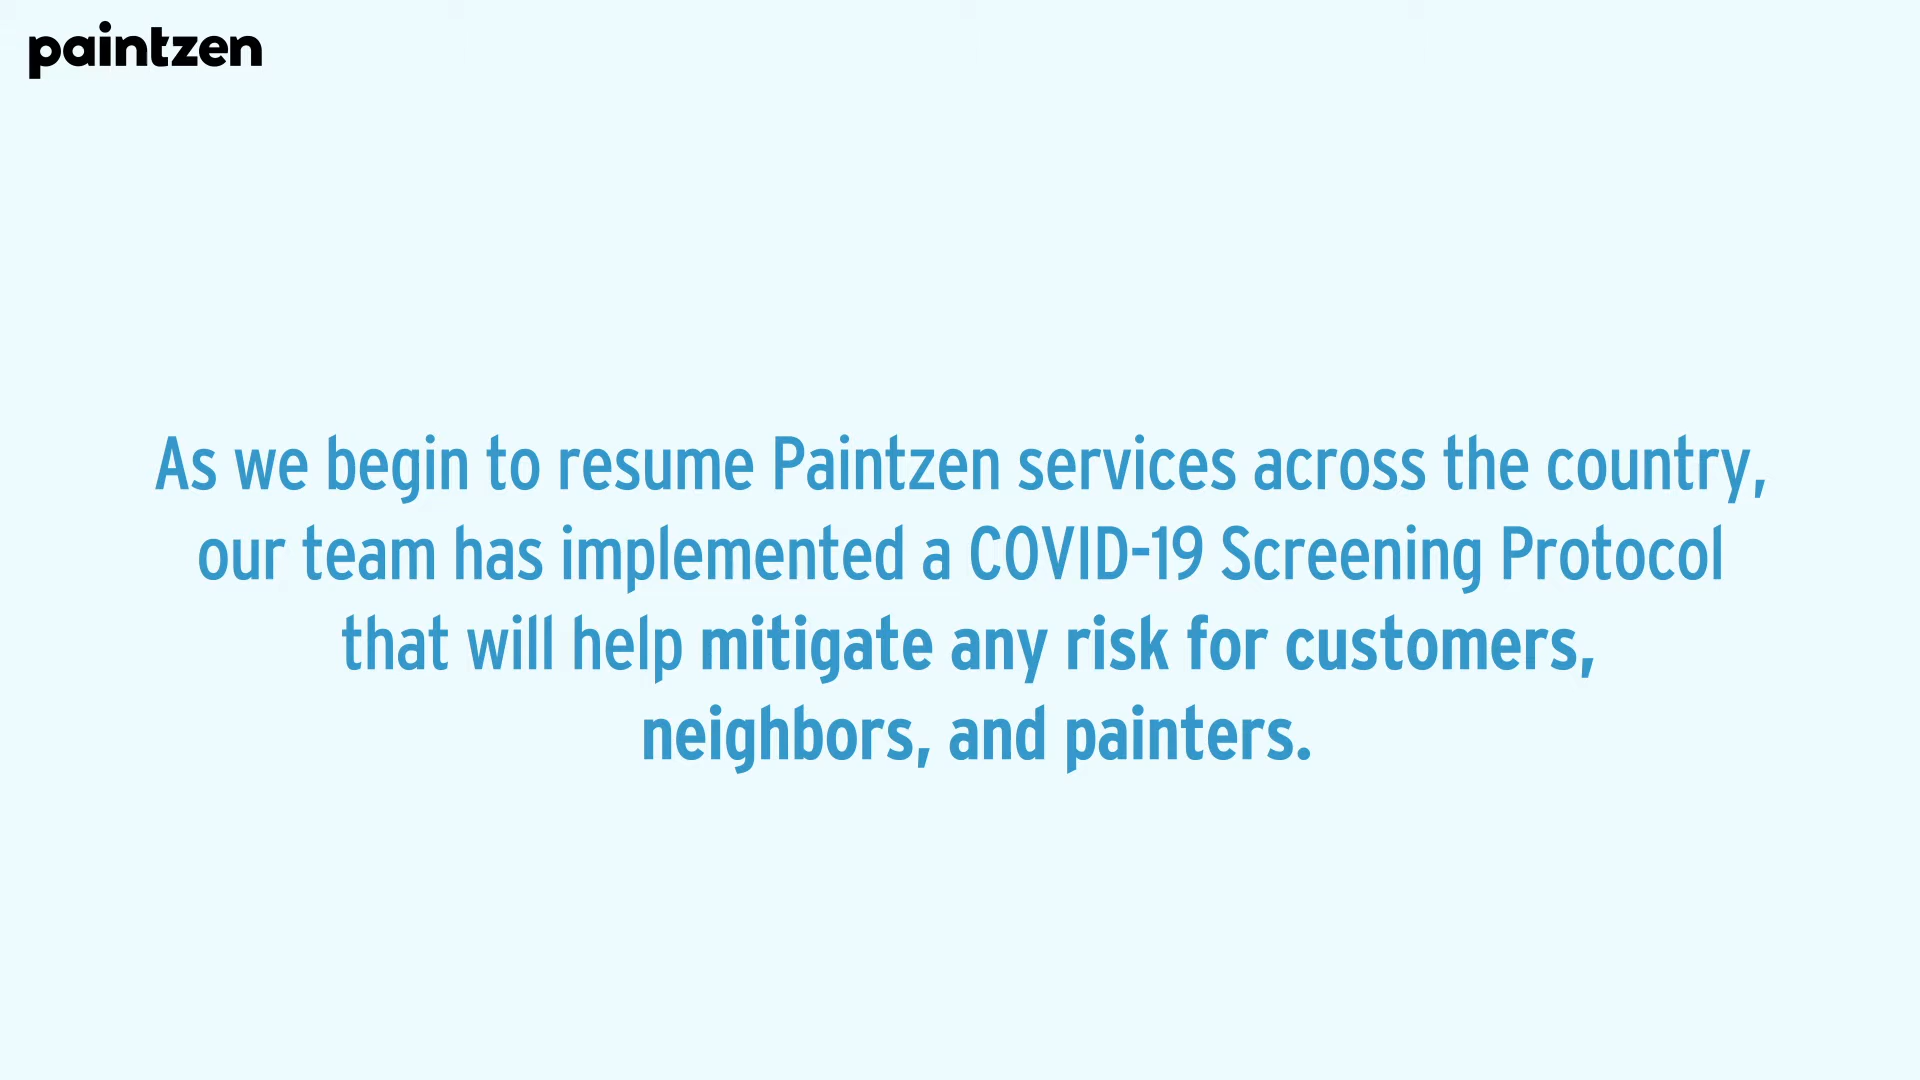 paintzen
As we begin to resume Paintzen services across the country,
our team has implemented a COVID-19 Screening Protocol
that will help mitigate any risk for customers,
neighbors, and painters.